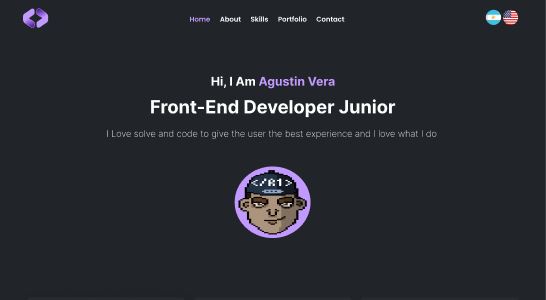 Home About Skills Portfolio Contact
Hi, I Am Agustin Vera
Front-End Developer Junior
I Love solve and code to give the user the best experience and I love what I do
</R1>